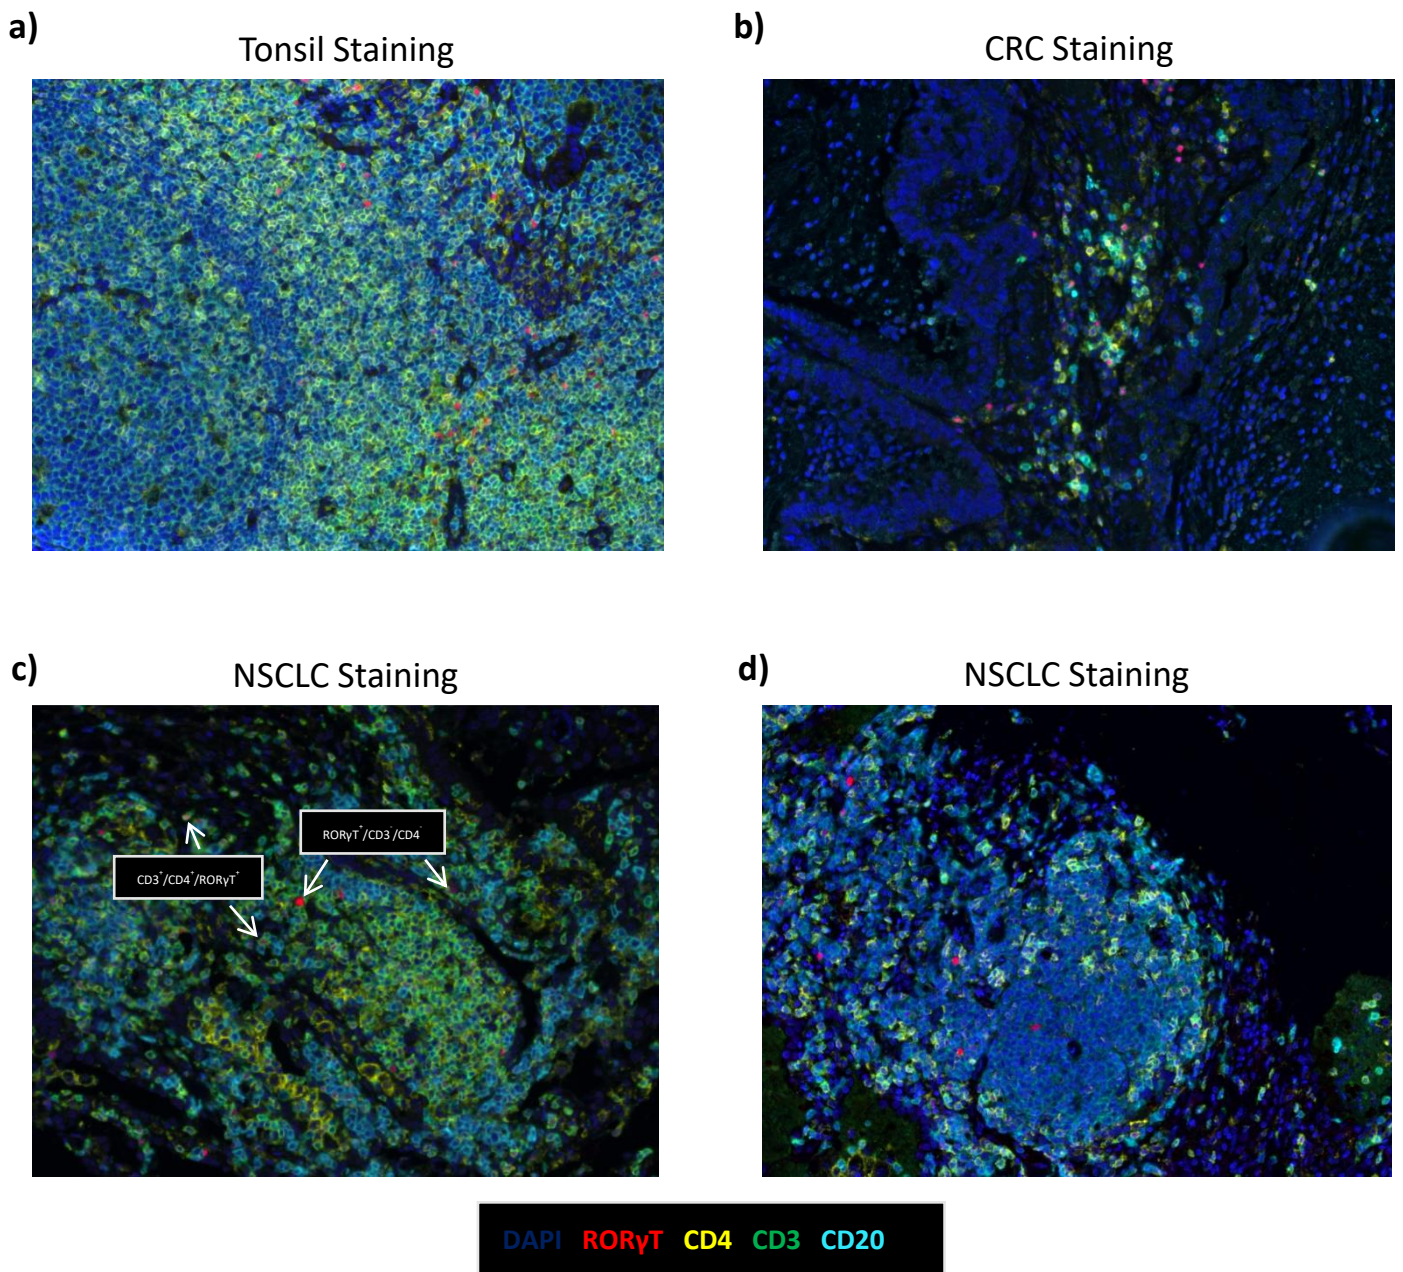 a)
Tonsil Staining
b)
CRC Staining
c)
NSCLC Staining
RORγT⁺/CD3⁻/CD4⁻
CD3⁺/CD4⁺/RORγT⁺
d)
NSCLC Staining
DAPI RORγT CD4 CD3 CD20